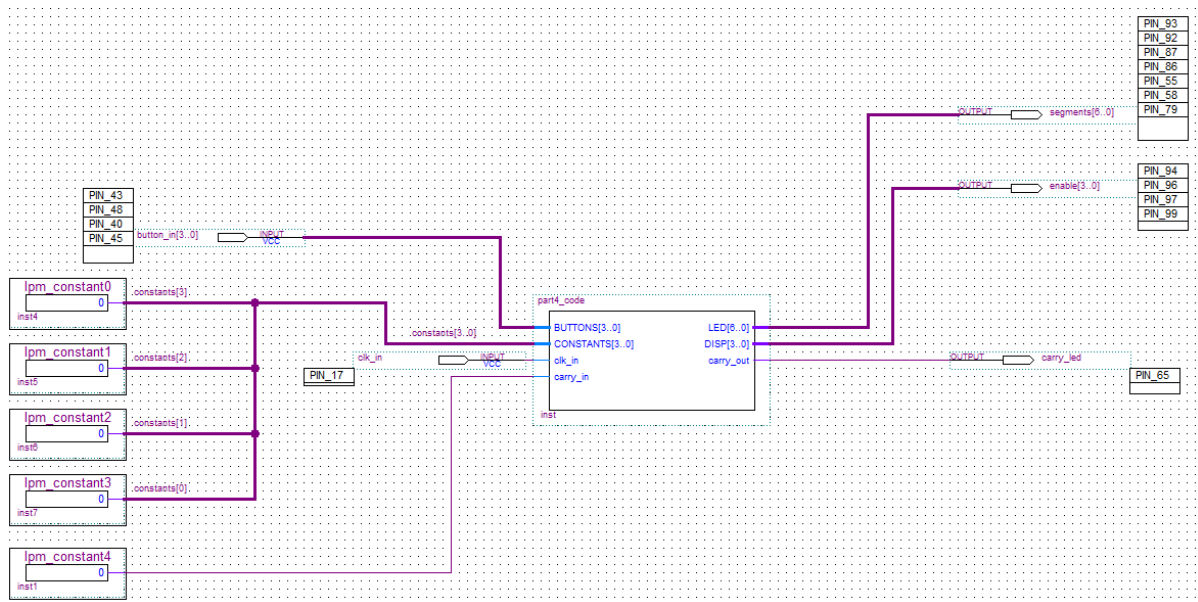 PIN_93
PIN_92
PIN_87
PIN_86
PIN_55
PIN_58
PIN_79
OUTPUT
segments[6..0]
PIN_94
PIN_96
PIN_97
PIN_99
OUTPUT
enable[3..0]
PIN_43
PIN_48
PIN_40
PIN_45
button_in[3..0]
INPUT
VCC
lpm_constant0
0
inst4
constants[3]
lpm_constant1
0
inst5
constants[2]
lpm_constant2
0
inst6
constants[1]
lpm_constant3
0
inst7
constants[0]
lpm_constant4
0
inst1
constants[3..0]
clk_in
INPUT
VCC
PIN_17
part4_code
BUTTONS[3..0]
LED[6..0]
CONSTANTS[3..0]
DISP[3..0]
clk_in
carry_out
carry_in
inst
OUTPUT
carry_led
PIN_65